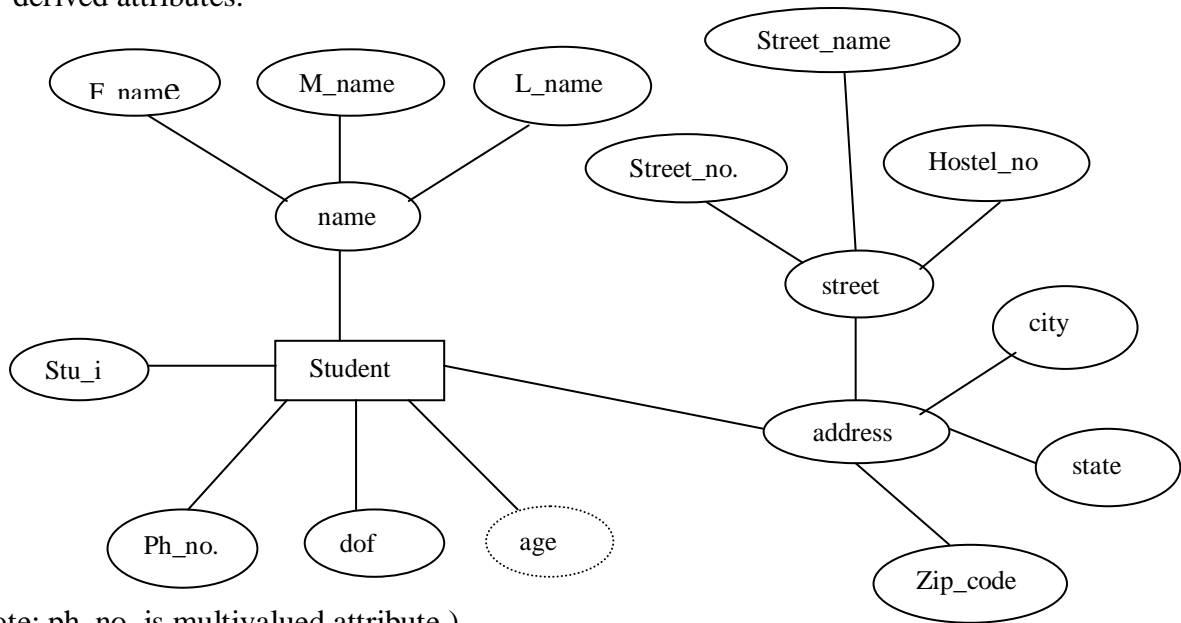 derived attributes.
Street_name
F_name
M_name
L_name
Street_no.
Hostel_no
name
street
city
Stu_i
Student
address
state
Ph_no.
dof
age
Zip_code
ote: ph_no. is multivalued attribute.)